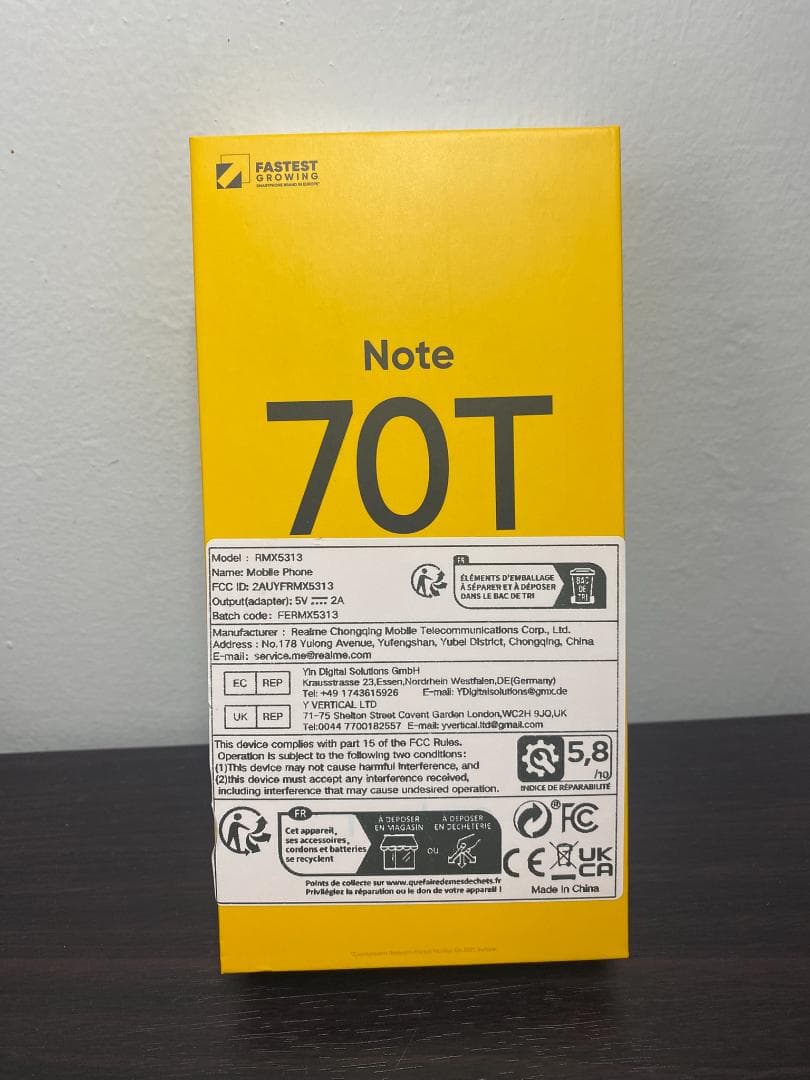 FASTEST
GROWING
SMARTPHONE BRAND IN EUROPE*
Note
70T
Model : RMX5313
Name: Mobile Phone
FCC ID: 2AUYFRMX5313
Output(adapter): 5V 2A
Batch code: FERMX5313
FR
ÉLÉMENTS D'EMBALLAGE
À SÉPARER ET À DÉPOSER
DANS LE BAC DE TRI
BAC
DE
TRI
Manufacturer : Realme Chongqing Mobile Telecommunications Corp., Ltd.
Address : No.178 Yulong Avenue, Yufengshan, Yubei District, Chongqing, China
E-mail: service.me@realme.com
EC REP
Yin Digital Solutions GmbH
Krausstrasse 23,Essen,Nordrhein Westfalen,DE(Germany)
Tel: +49 1743615926 E-mail: YDigitalsolutions@gmx.de
UK REP
Y VERTICAL LTD
71-75 Shelton Street Covent Garden London,WC2H 9JQ,UK
Tel:0044 7700182557 E-mail: yvertical.ltd@gmail.com
This device complies with part 15 of the FCC Rules.
Operation is subject to the following two conditions:
(1)This device may not cause harmful interference, and
(2)this device must accept any interference received,
including interference that may cause undesired operation.
5,8
/10
INDICE DE RÉPARABILITÉ
FR
Cet appareil,
ses accessoires,
cordons et batteries
se recyclent
À DÉPOSER
EN MAGASIN
OU
À DÉPOSER
EN DÉCHÈTERIE
Points de collecte sur www.quefairedemesdechets.fr
Privilégiez la réparation ou le don de votre appareil !
® FC
CE UK
CA
Made In China